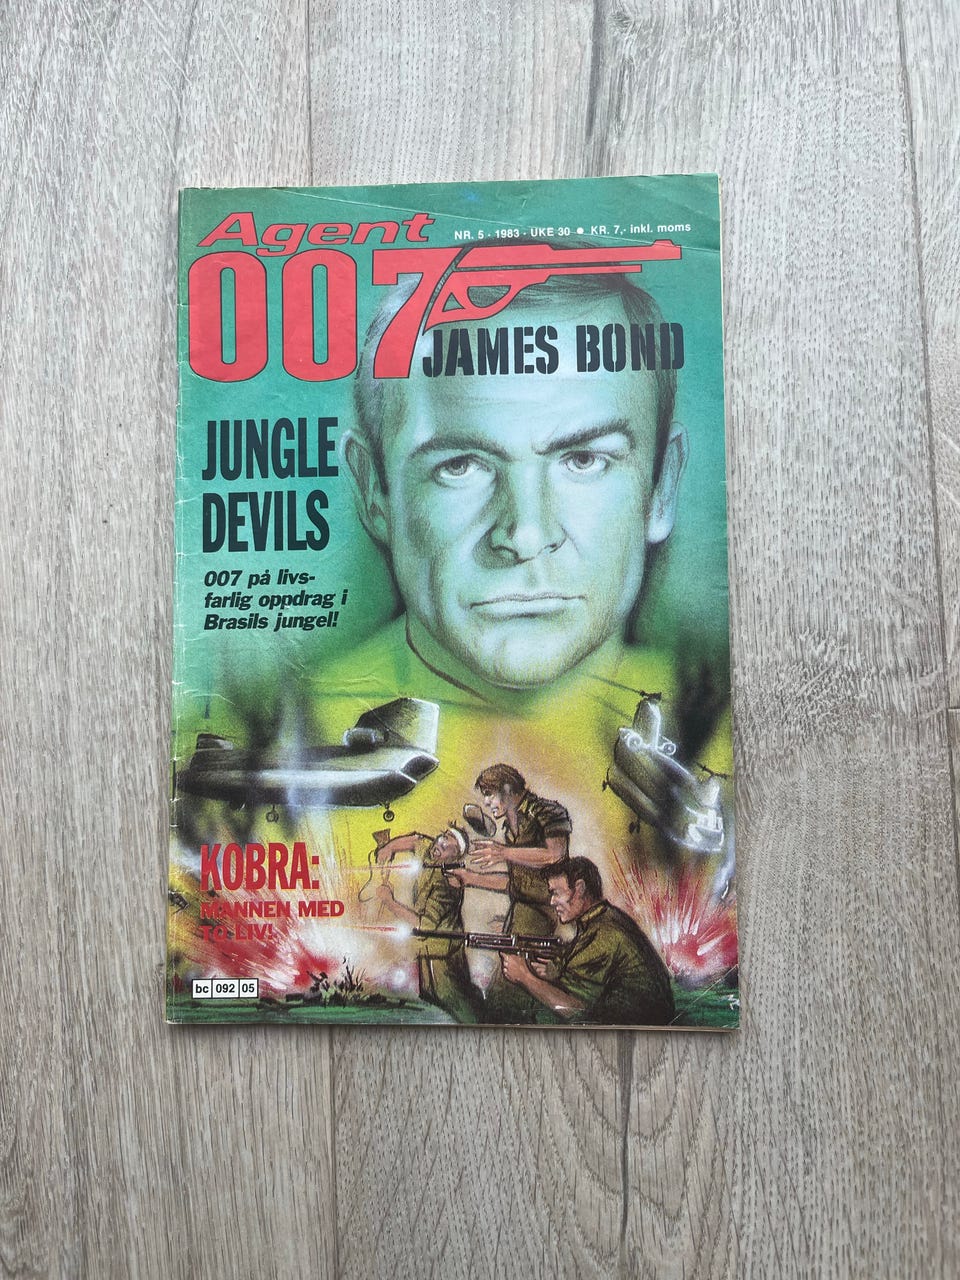 Agent
007
NR. 5 · 1983 · UKE 30 ● KR. 7,- inkl. moms
JAMES BOND
JUNGLE
DEVILS
007 på livs-
farlig oppdrag i
Brasils jungel!
KOBRA:
MANNEN MED
TO LIV!
bc 092 05